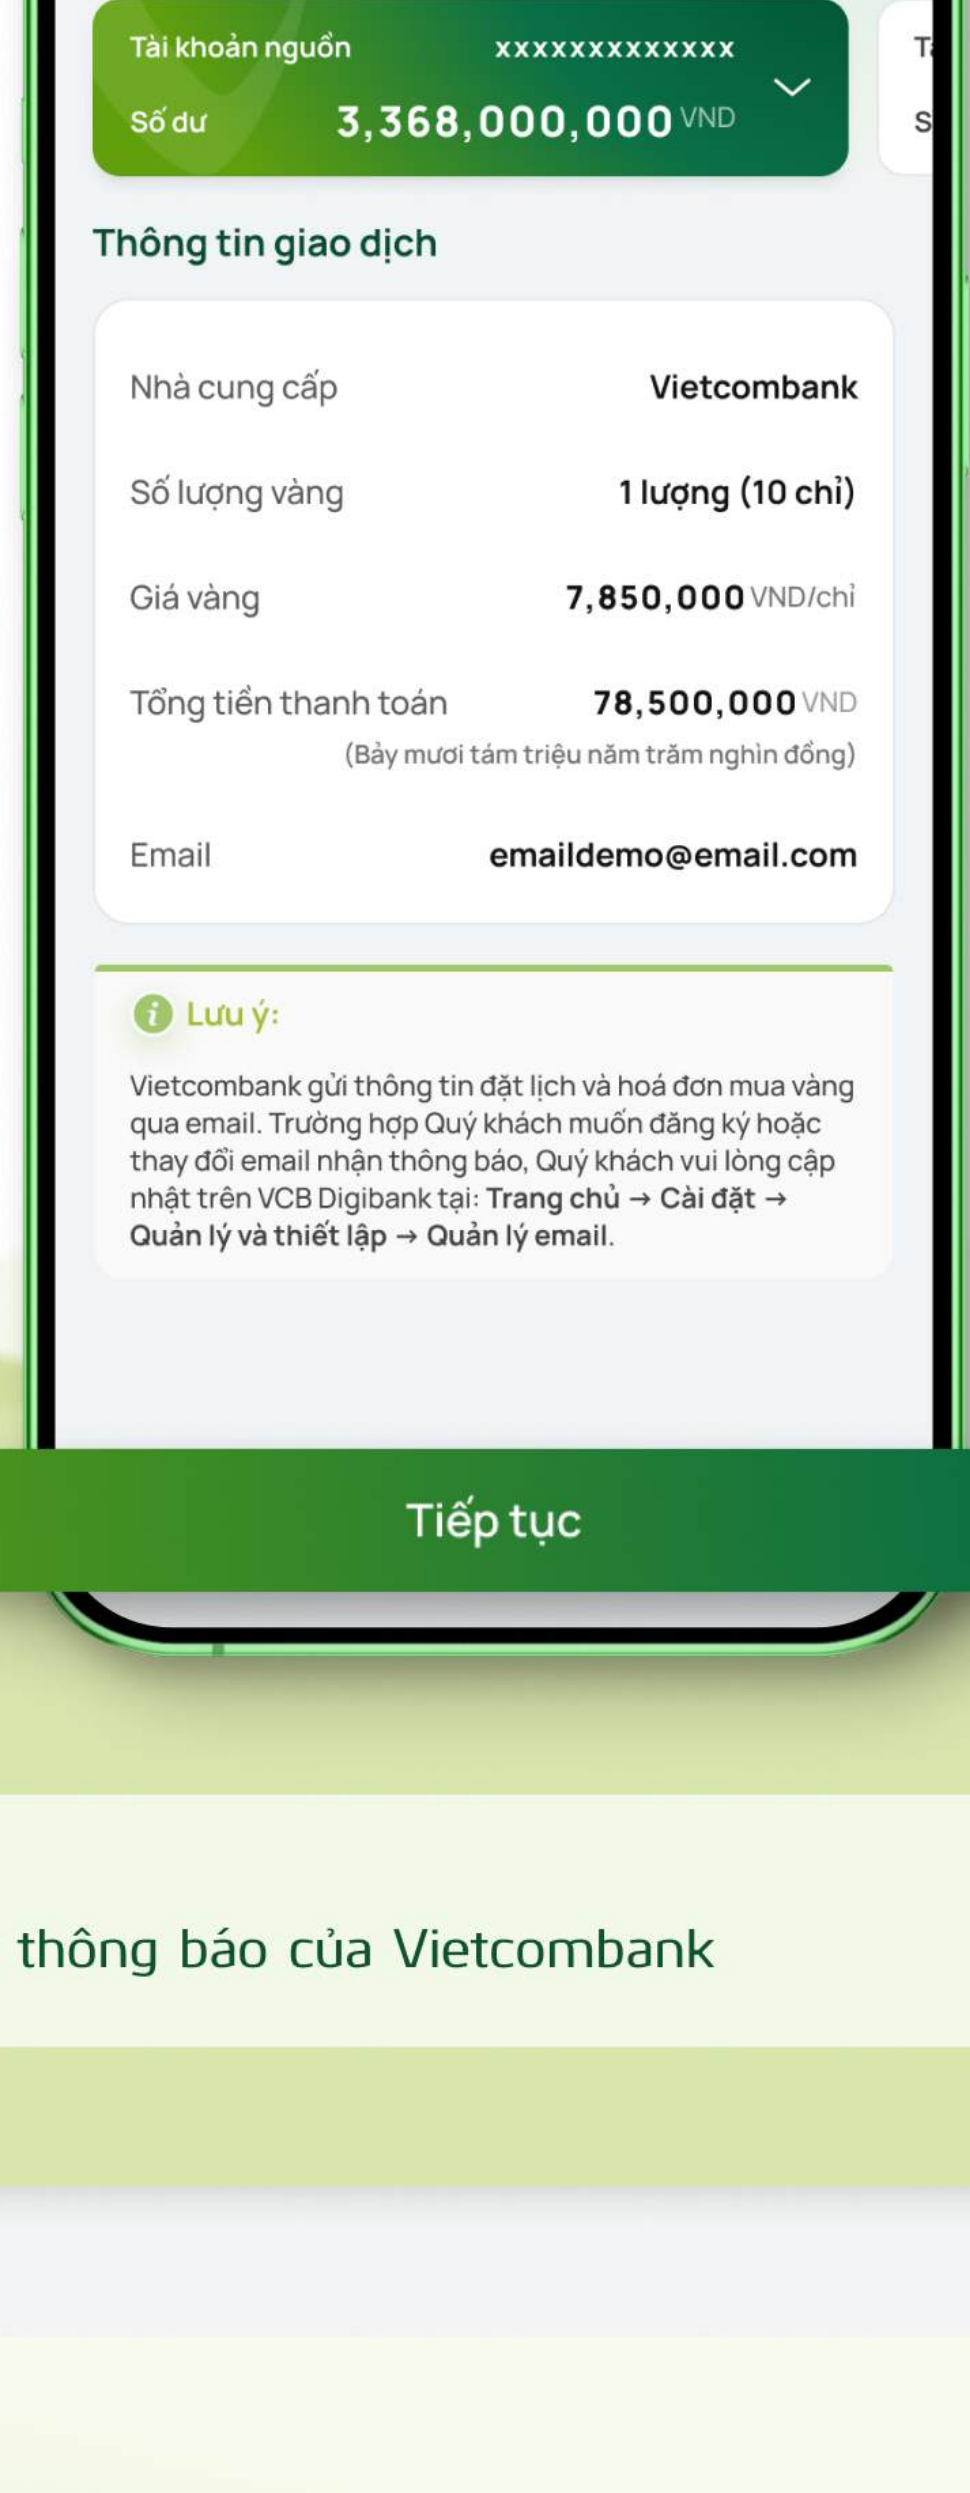 Tài khoản nguồn xxxxxxxxxxxxx
Số dư 3,368,000,000 VND
Thông tin giao dịch
Nhà cung cấp Vietcombank
Số lượng vàng 1 lượng (10 chỉ)
Giá vàng 7,850,000 VND/chỉ
Tổng tiền thanh toán 78,500,000 VND
(Bảy mươi tám triệu năm trăm nghìn đồng)
Email emaildemo@email.com
Lưu ý:
Vietcombank gửi thông tin đặt lịch và hoá đơn mua vàng
qua email. Trường hợp Quý khách muốn đăng ký hoặc
thay đổi email nhận thông báo, Quý khách vui lòng cập
nhật trên VCB Digibank tại: Trang chủ → Cài đặt →
Quản lý và thiết lập → Quản lý email.
Tiếp tục
thông báo của Vietcombank